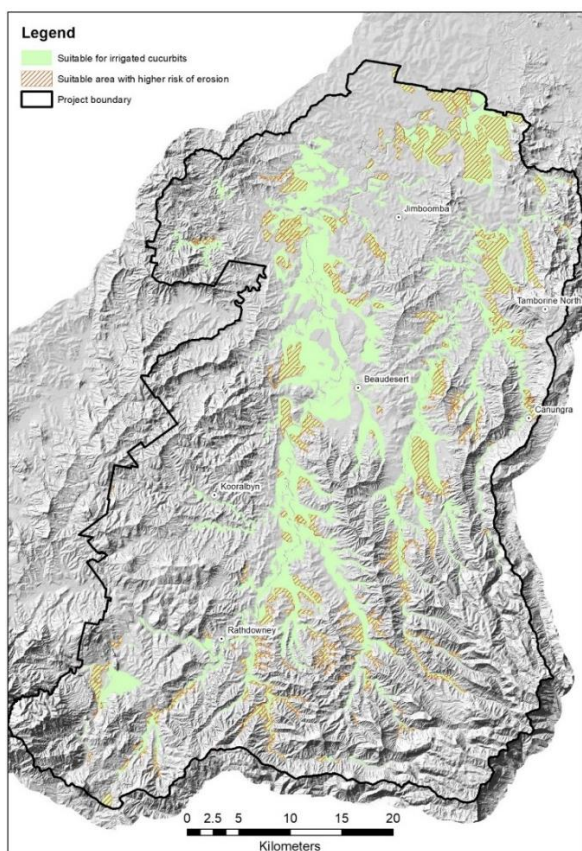 Legend
Suitable for irrigated cucurbits
Suitable area with higher risk of erosion
Project boundary
Jimboomba
Tamborine North
Beaudesert
Canungra
Kooralbyn
Rathdowney
0 2.5 5 10 15 20
Kilometers